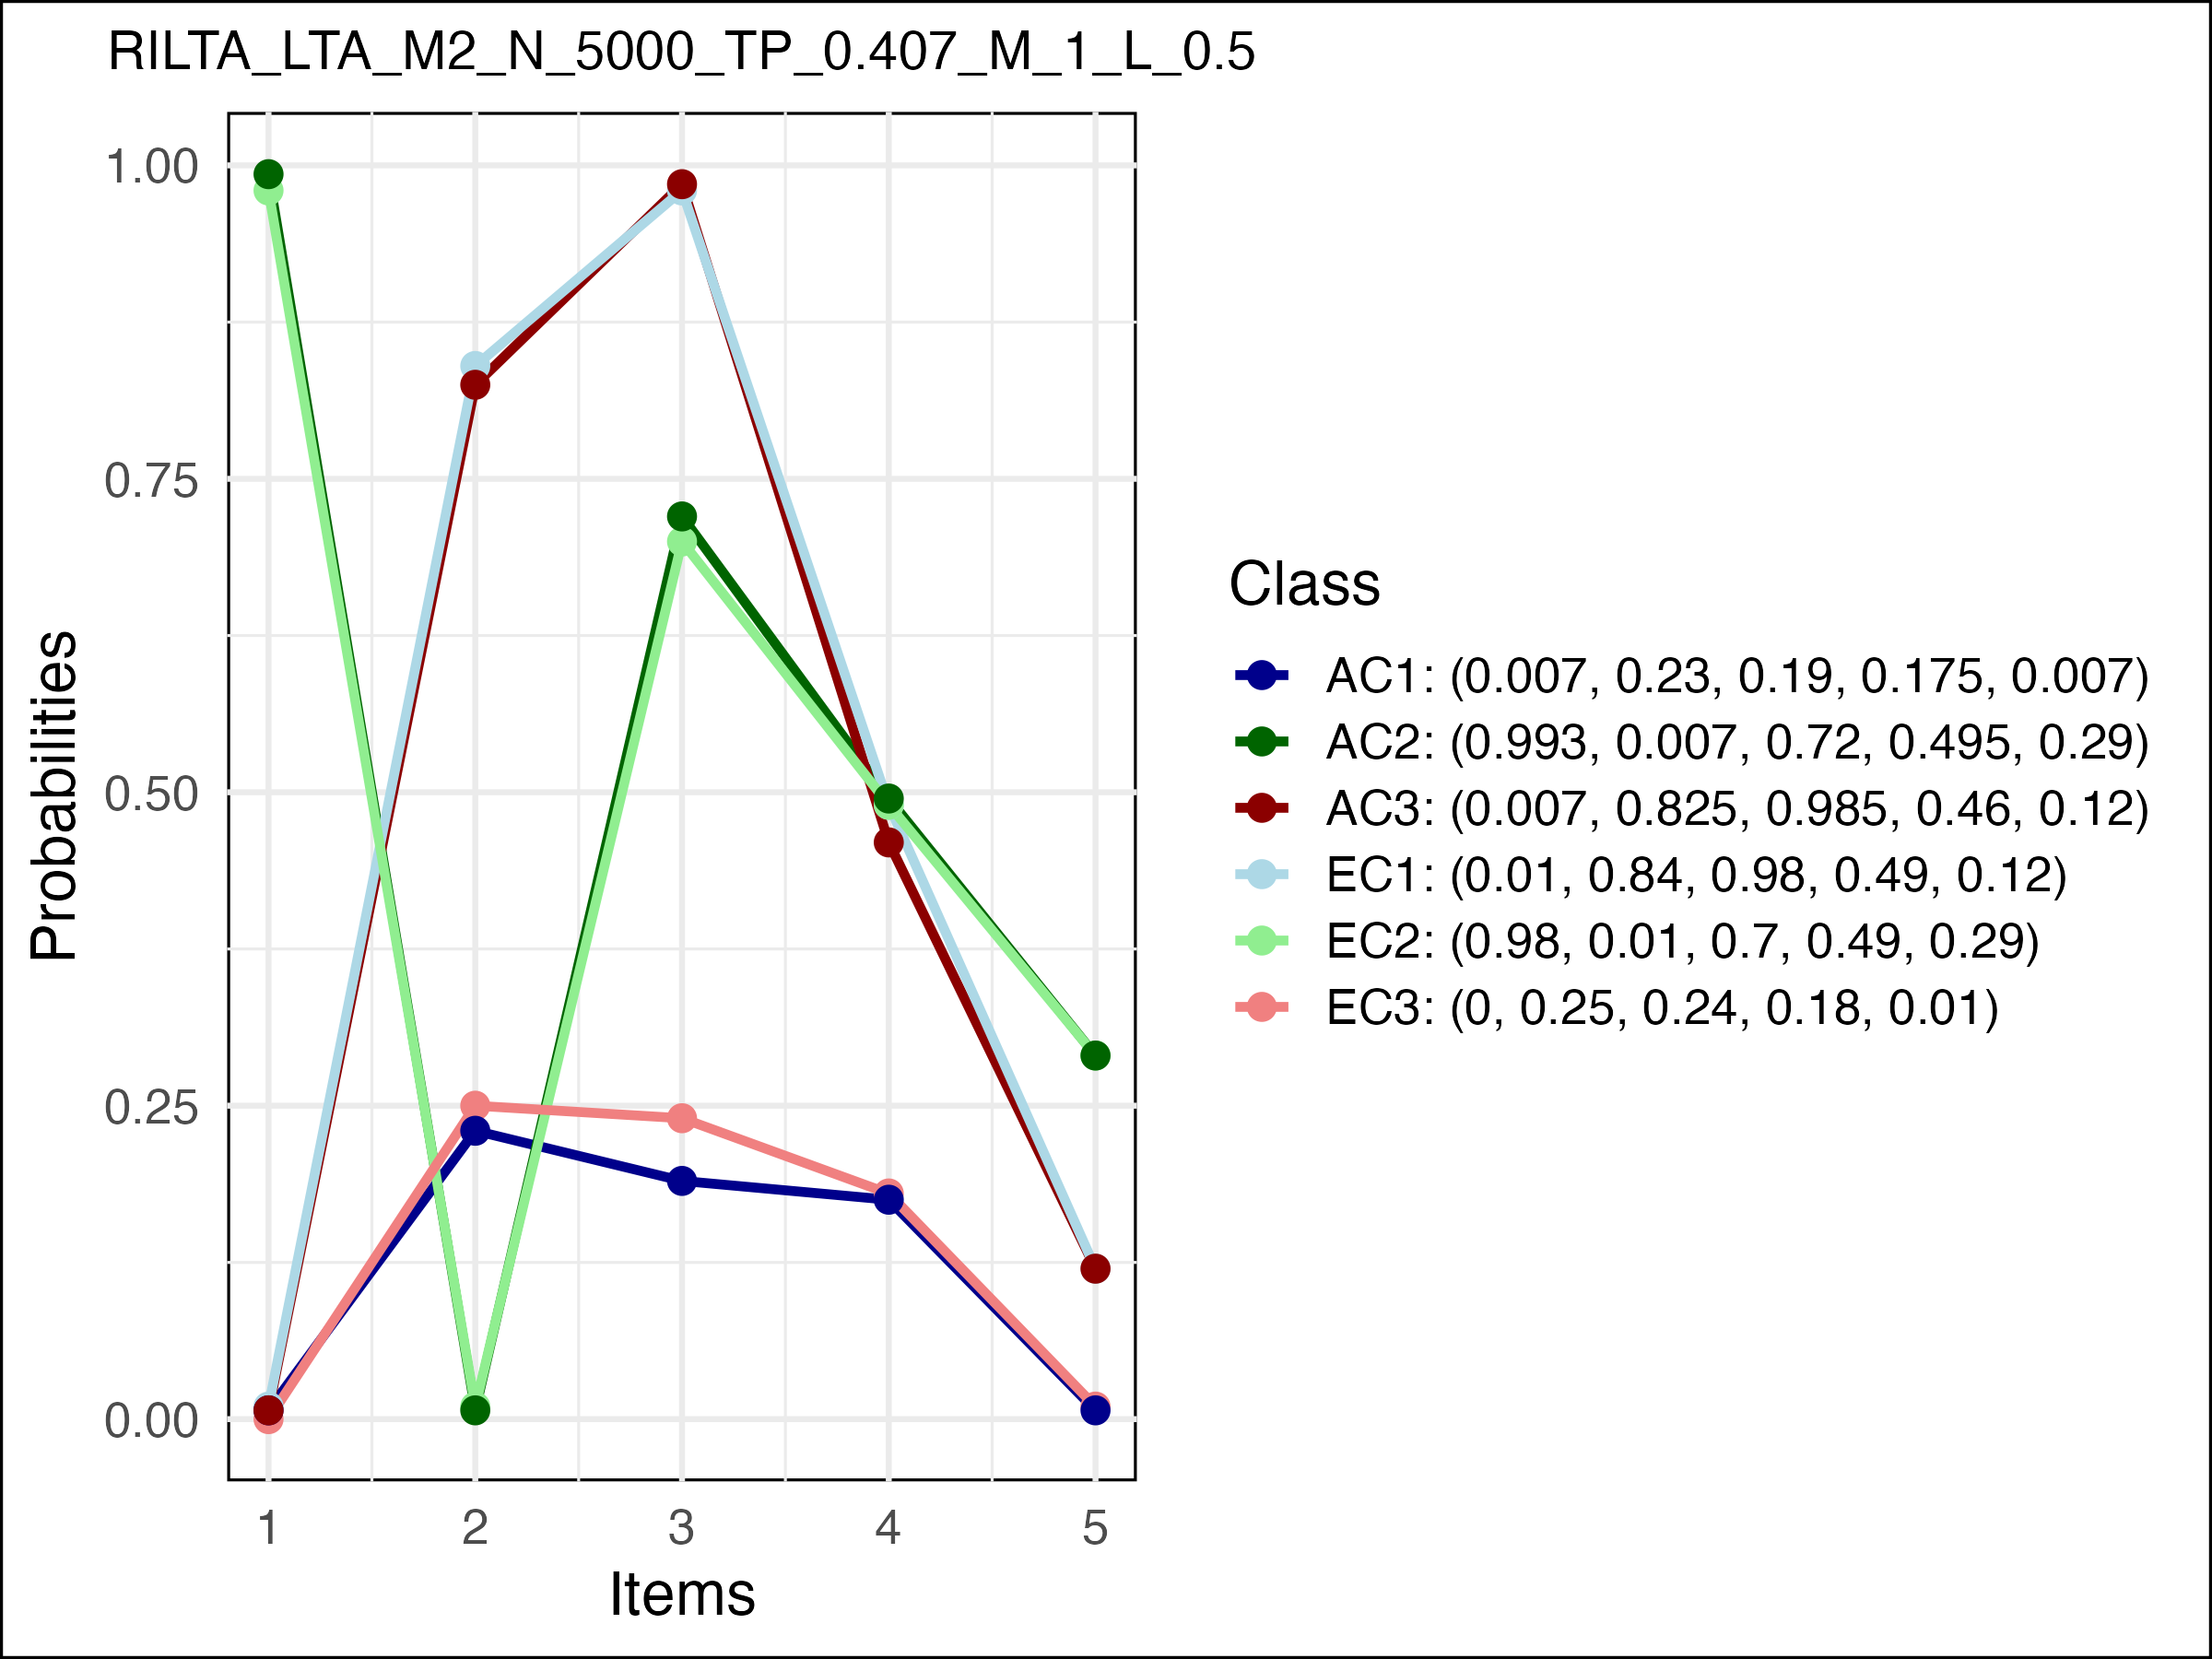 RILTA_LTA_M2_N_5000_TP_0.407_M_1_L_0.5
1.00
0.75
0.50
0.25
0.00
Probabilities
1 2 3 4 5
Items
Class
AC1: (0.007, 0.23, 0.19, 0.175, 0.007)
AC2: (0.993, 0.007, 0.72, 0.495, 0.29)
AC3: (0.007, 0.825, 0.985, 0.46, 0.12)
EC1: (0.01, 0.84, 0.98, 0.49, 0.12)
EC2: (0.98, 0.01, 0.7, 0.49, 0.29)
EC3: (0, 0.25, 0.24, 0.18, 0.01)